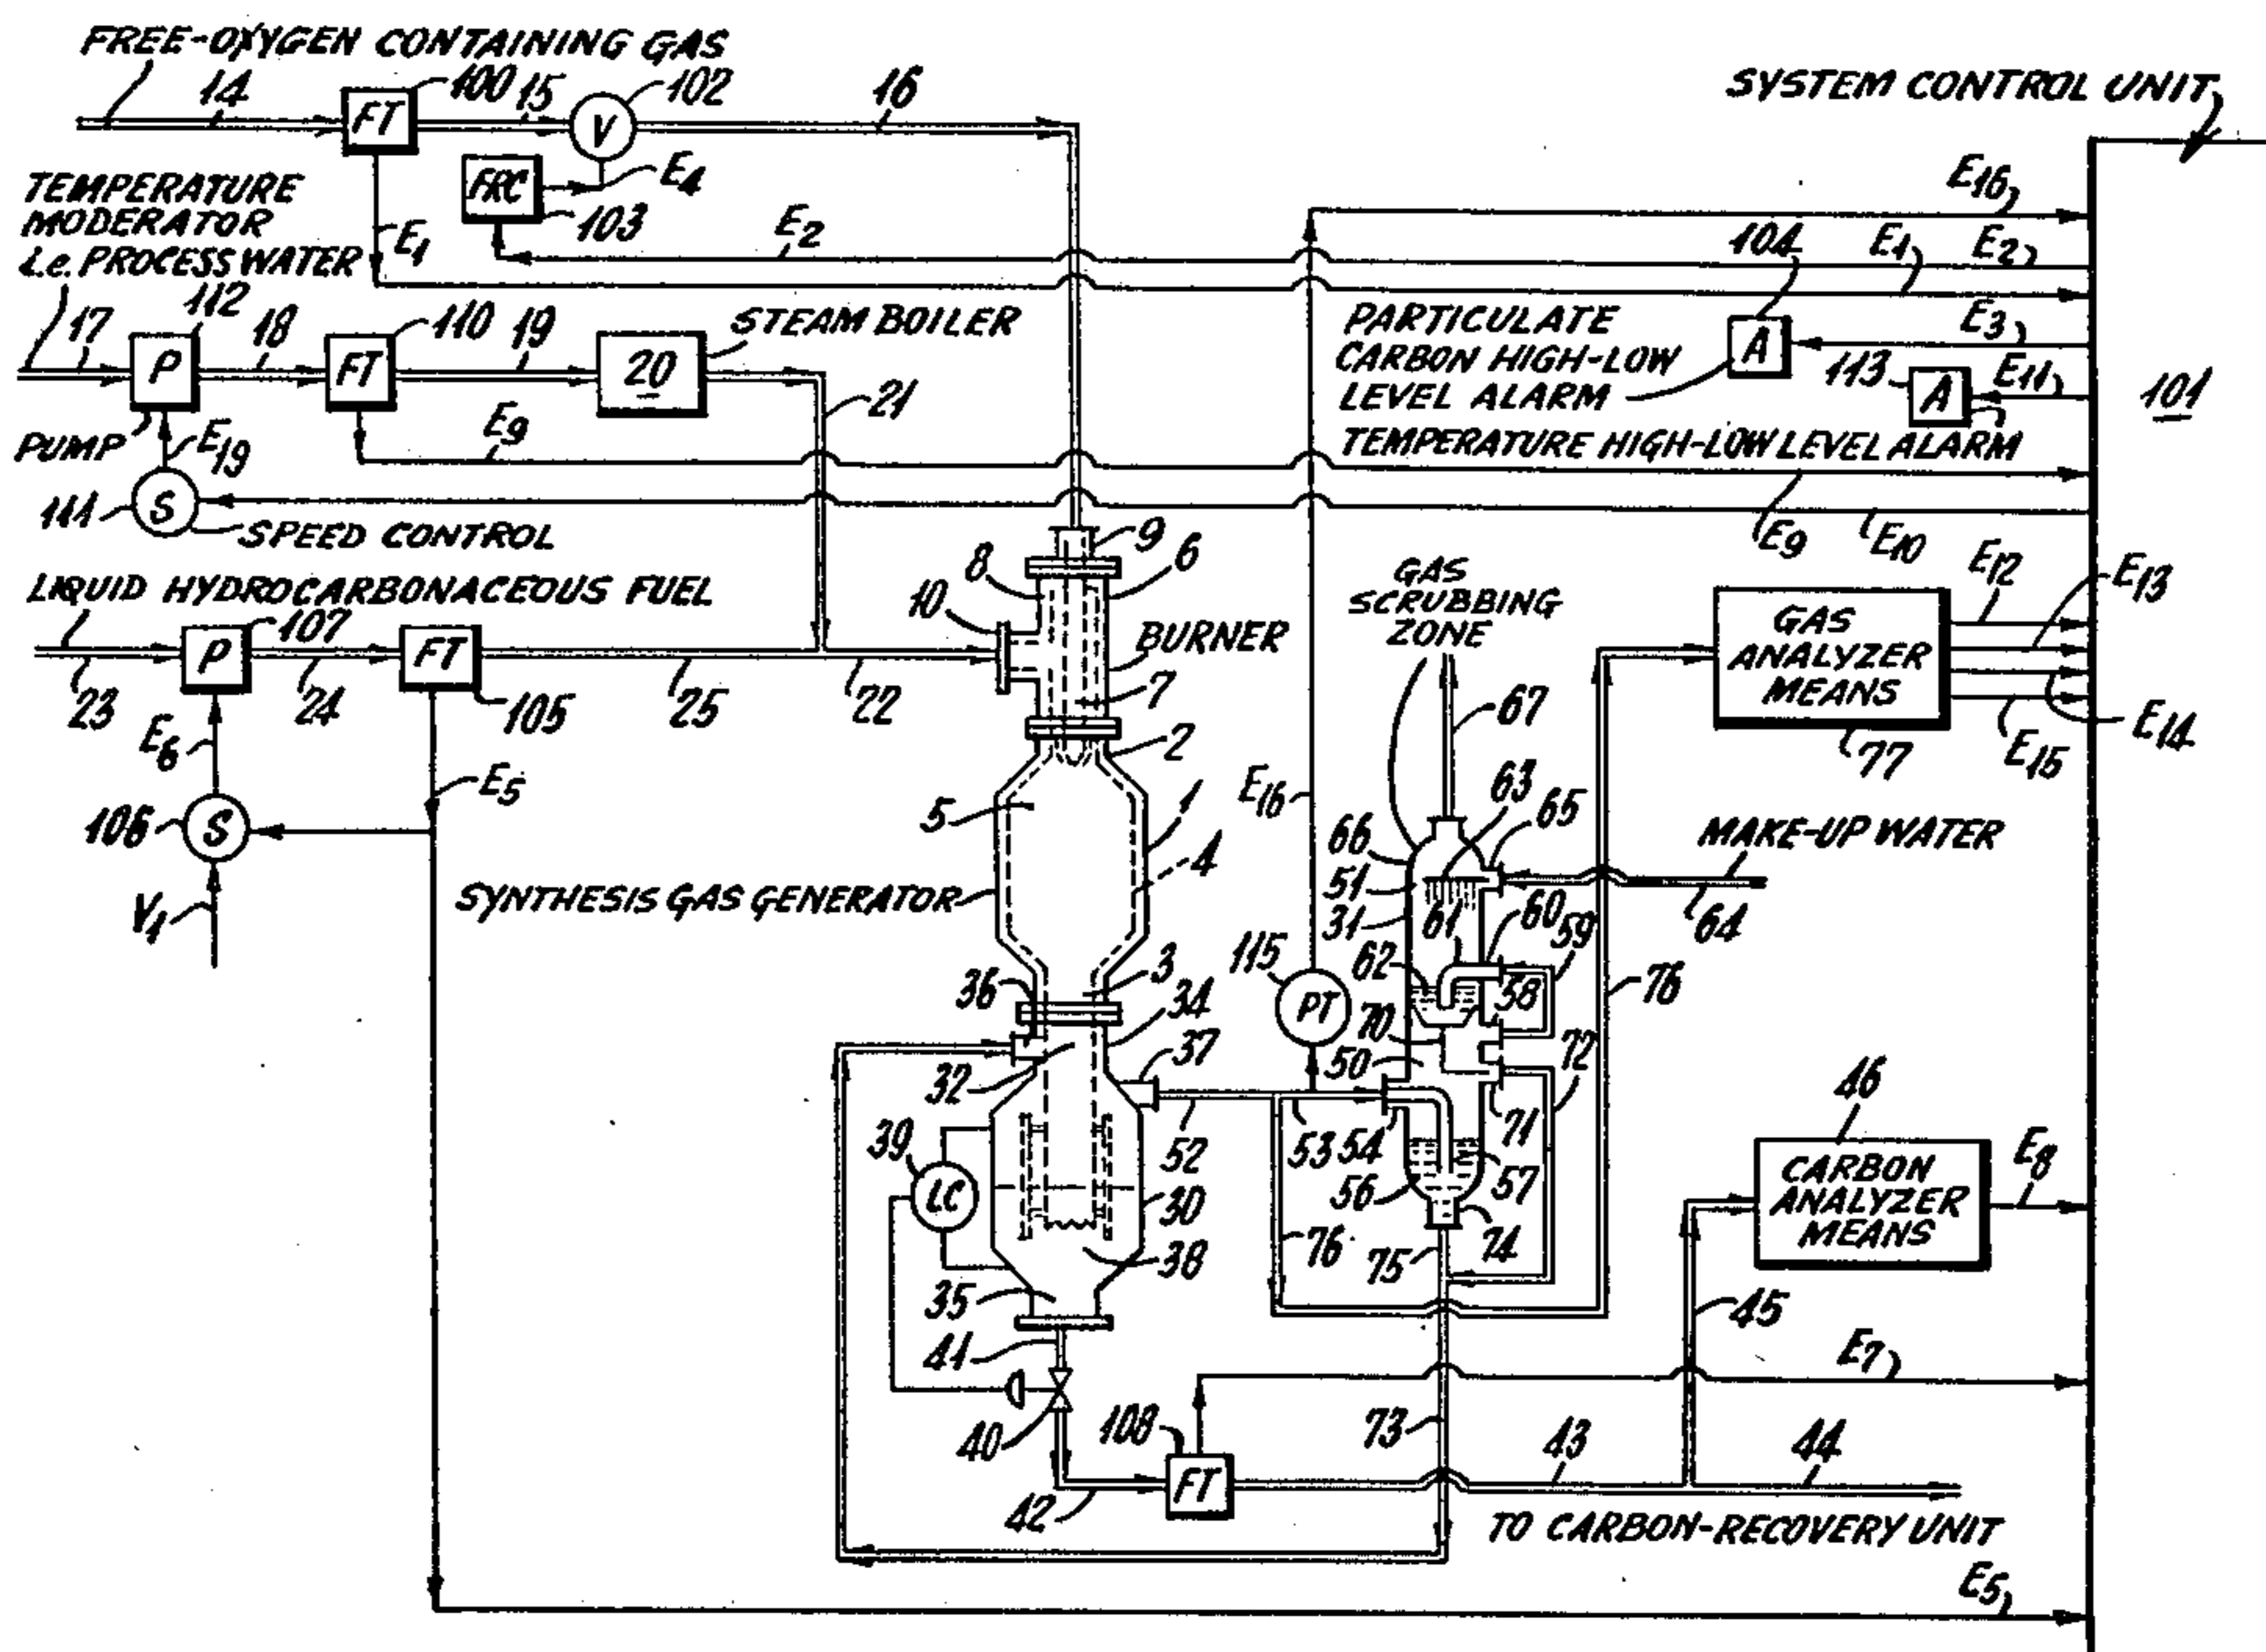 FREE-OXYGEN CONTAINING GAS
14
FT
100
15
V
102
16
SYSTEM CONTROL UNIT
FRC
103
E4
E1
E2
E16
E1
E2
TEMPERATURE
MODERATOR
i.e. PROCESS WATER
17
112
P
18
110
FT
19
20
STEAM BOILER
21
PUMP
E19
E9
111
S
SPEED CONTROL
104
A
E3
PARTICULATE
CARBON HIGH-LOW
LEVEL ALARM
113
A
E11
TEMPERATURE HIGH-LOW LEVEL ALARM
101
E9
E10
LIQUID HYDROCARBONACEOUS FUEL
23
P
107
24
FT
105
25
22
E6
E5
106
S
V1
9
8
6
10
BURNER
7
2
5
1
4
SYNTHESIS GAS GENERATOR
3
36
34
32
37
39
LC
30
38
35
41
40
42
52
53
54
GAS
SCRUBBING
ZONE
67
63
65
66
51
31
61
60
59
62
58
70
50
72
71
56
57
74
75
76
76
73
E16
115
PT
MAKE-UP WATER
64
GAS
ANALYZER
MEANS
77
E12
E13
E14
E15
46
CARBON
ANALYZER
MEANS
E8
45
E7
108
FT
43
44
TO CARBON-RECOVERY UNIT
E5